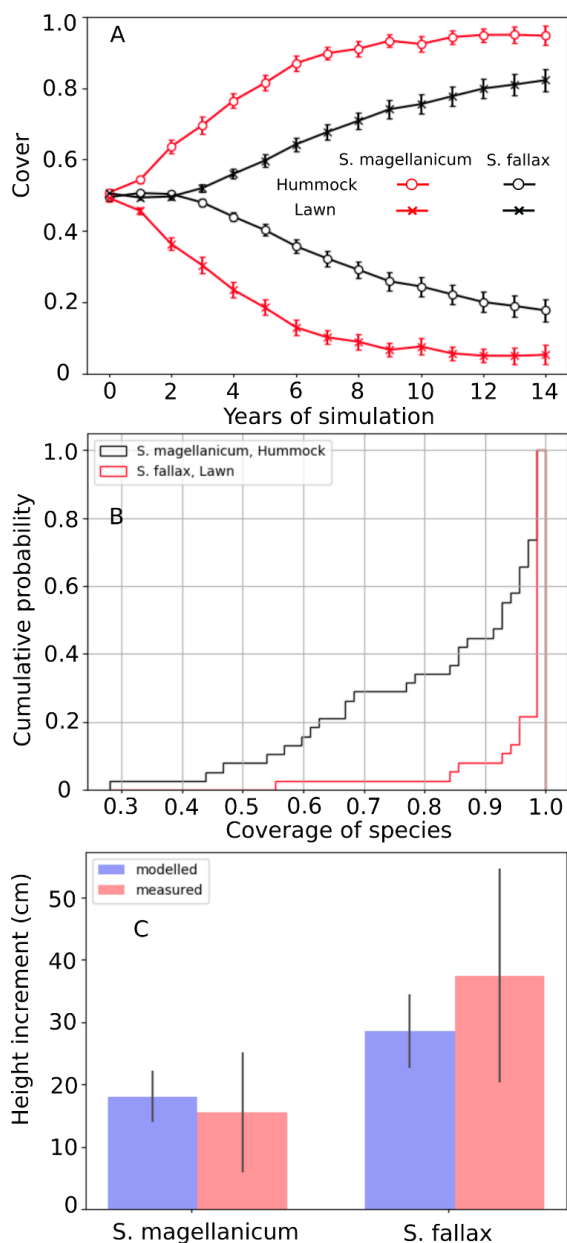 A
1.0
0.8
0.6
0.4
0.2
0
Cover
S. magellanicum S. fallax
Hummock
Lawn
0 2 4 6 8 10 12 14
Years of simulation
S. magellanicum, Hummock
S. fallax, Lawn
B
1.0
0.8
0.6
0.4
0.2
0
Cumulative probability
0.3 0.4 0.5 0.6 0.7 0.8 0.9 1.0
Coverage of species
modelled
measured
C
50
40
30
20
10
0
Height increment (cm)
S. magellanicum S. fallax